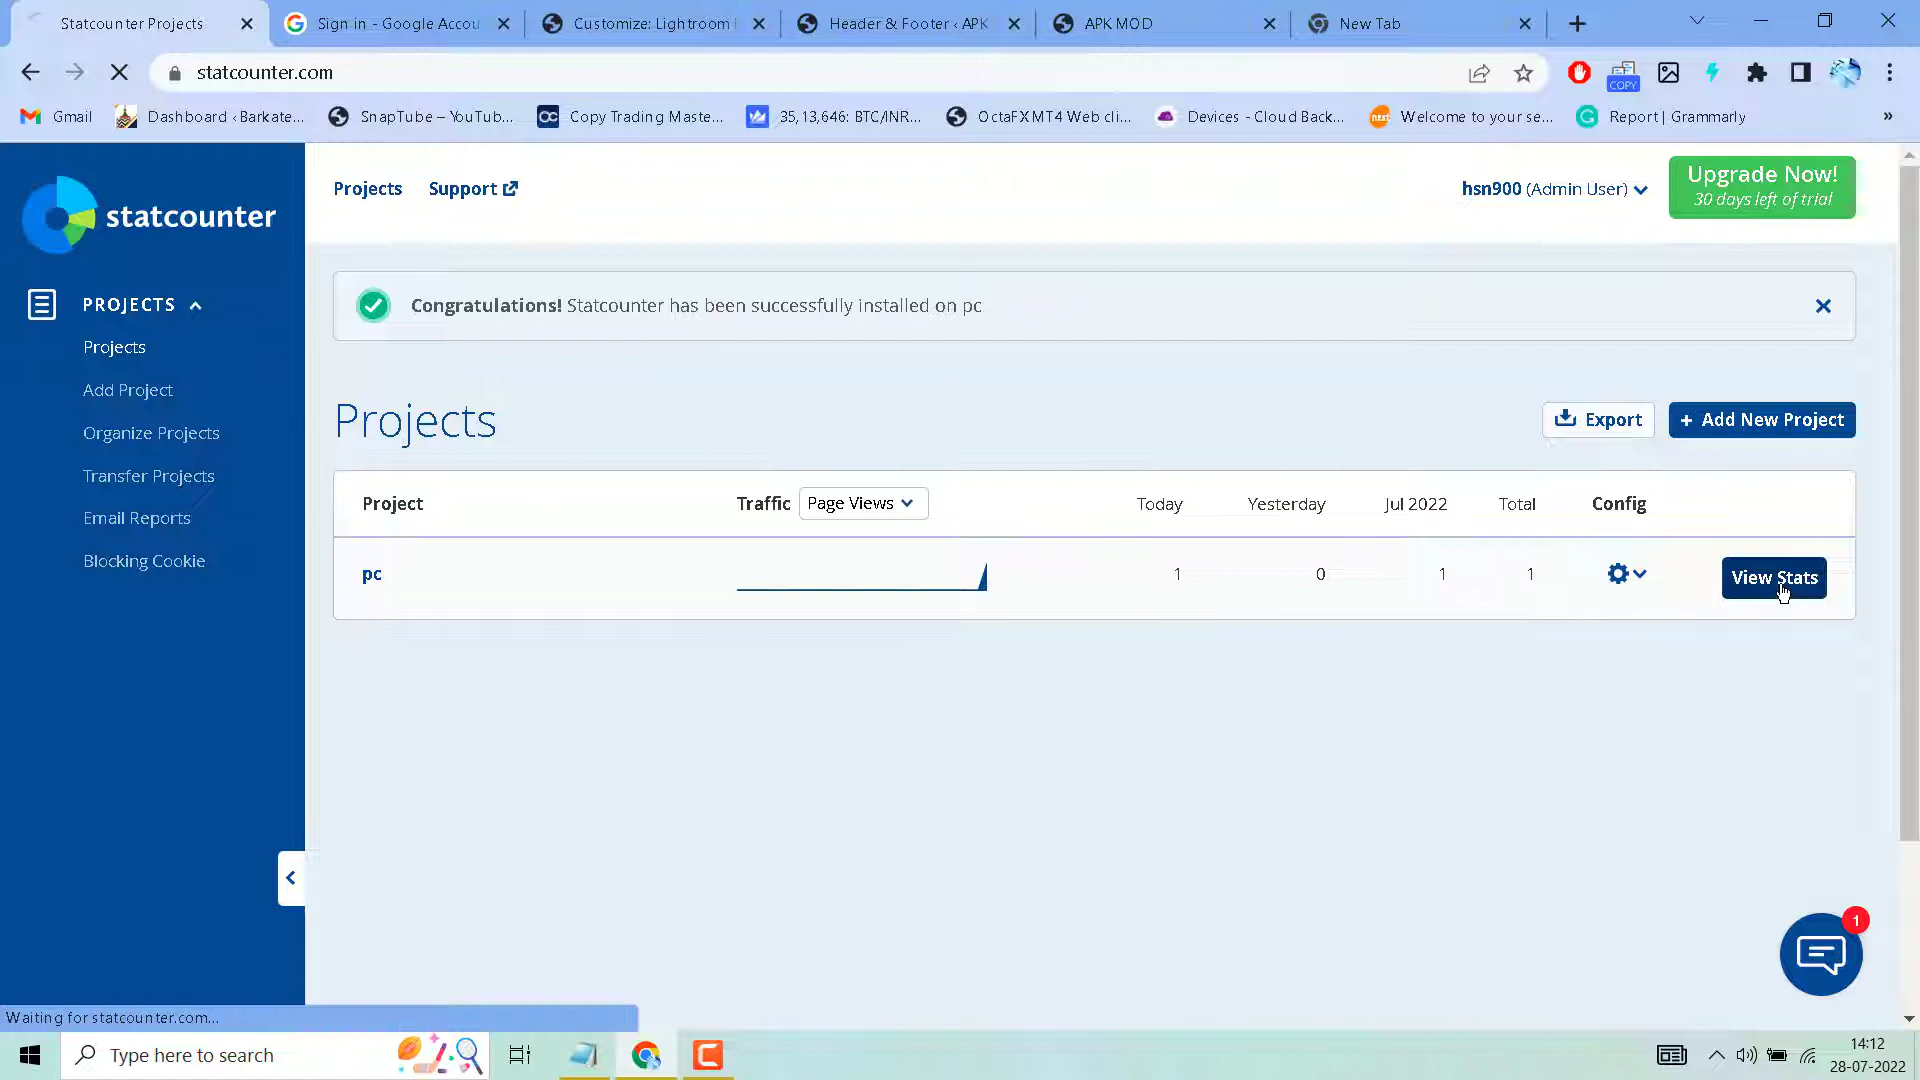 Statcounter Projects
Sign in - Google Accou
Customize: Lightroom
Header & Footer ‹ APK
APK MOD
New Tab
statcounter.com
COPY
Gmail
Dashboard ‹ Barkate...
SnapTube – YouTub...
CC
Copy Trading Maste...
35,13,646: BTC/INR...
OctaFX MT4 Web cli...
Devices - Cloud Back...
Welcome to your se...
Report | Grammarly
»
statcounter
Projects
Support
hsn900 (Admin User)
Upgrade Now!
30 days left of trial
PROJECTS
Projects
Add Project
Organize Projects
Transfer Projects
Email Reports
Blocking Cookie
Congratulations! Statcounter has been successfully installed on pc
Projects
Export
+ Add New Project
Project
Traffic
Page Views
Today
Yesterday
Jul 2022
Total
Config
pc
1
0
1
1
View Stats
1
Waiting for statcounter.com...
Type here to search
14:12
28-07-2022